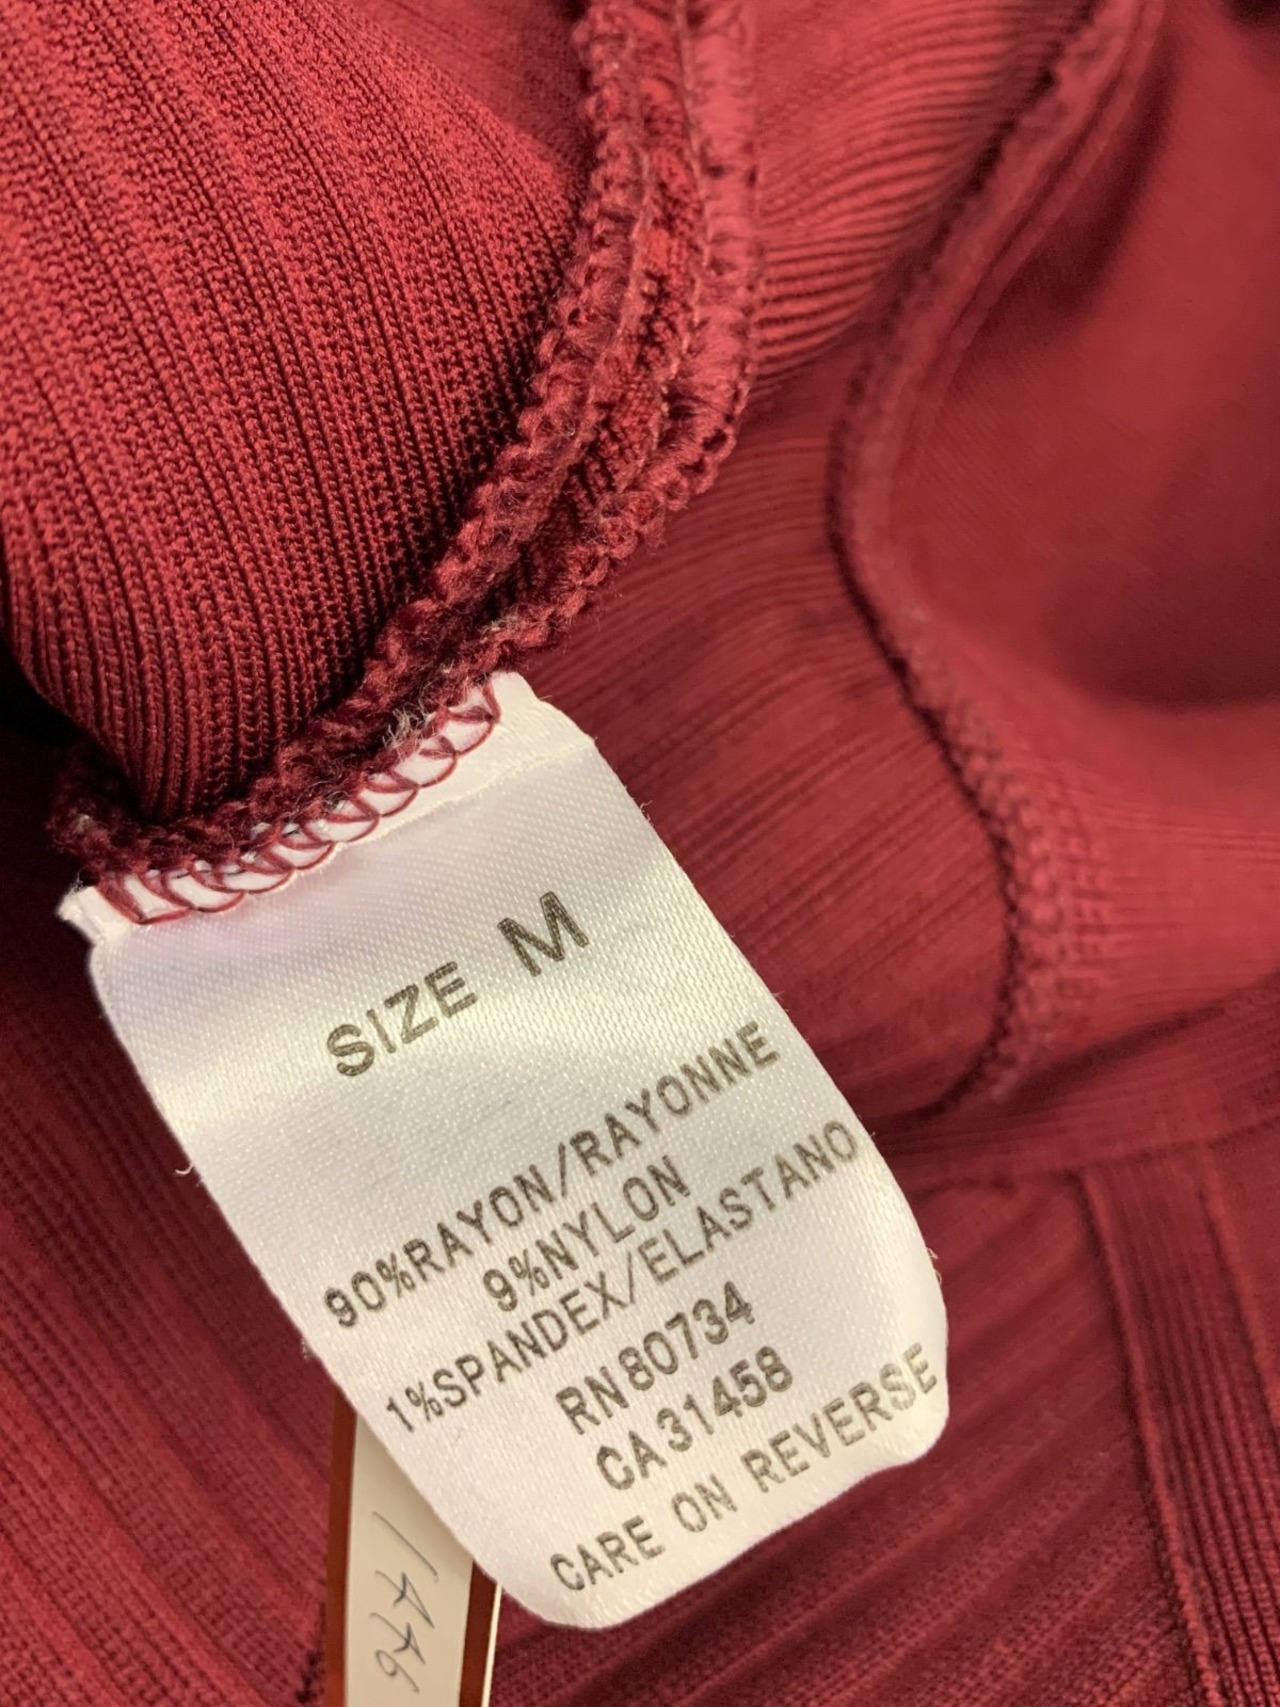 SIZE M
90%RAYON/RAYONNE
9%NYLON
1%SPANDEX/ELASTANO
RN80734
CA31458
CARE ON REVERSE